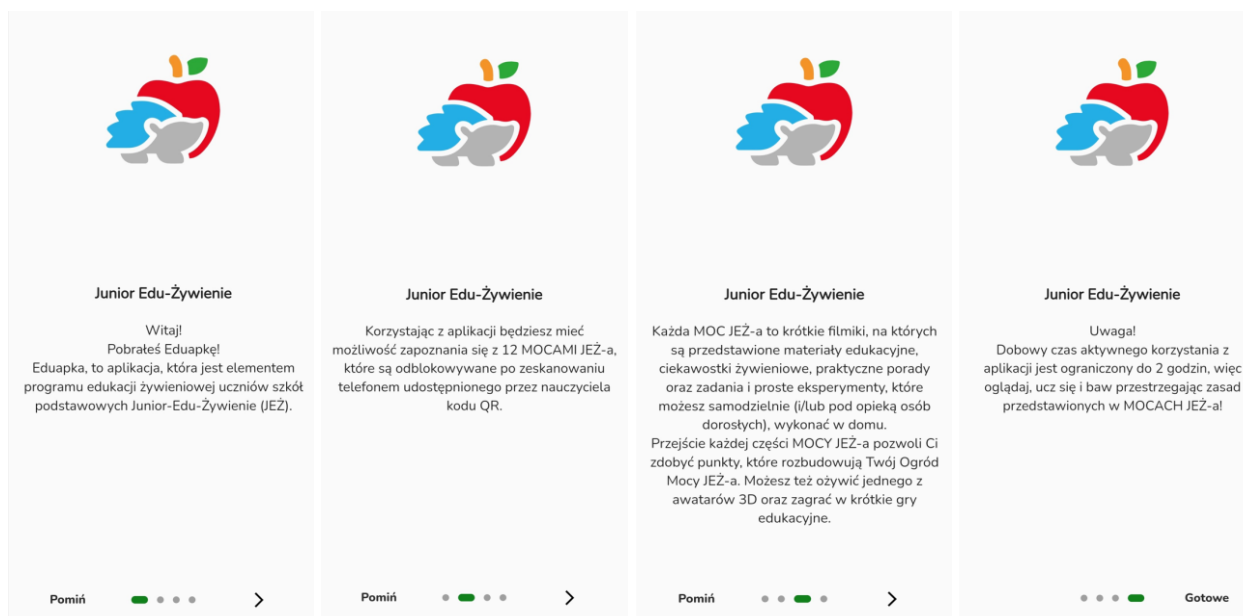 Junior Edu-Żywienie
Witaj!
Pobrałeś Eduapkę!
Eduapka, to aplikacja, która jest elementem
programu edukacji żywieniowej uczniów szkół
podstawowych Junior-Edu-Żywienie (JEŻ).
Pomiń
Junior Edu-Żywienie
Korzystając z aplikacji będziesz mieć
możliwość zapoznania się z 12 MOCAMI JEŻ-a,
które są odblokowywane po zeskanowaniu
telefonem udostępnionego przez nauczyciela
kodu QR.
Pomiń
Junior Edu-Żywienie
Każda MOC JEŻ-a to krótkie filmiki, na których
są przedstawione materiały edukacyjne,
ciekawostki żywieniowe, praktyczne porady
oraz zadania i proste eksperymenty, które
możesz samodzielnie (i/lub pod opieką osób
dorosłych), wykonać w domu.
Przejście każdej części MOCY JEŻ-a pozwoli Ci
zdobyć punkty, które rozbudowują Twój Ogród
Mocy JEŻ-a. Możesz też ożywić jednego z
awatarów 3D oraz zagrać w krótkie gry
edukacyjne.
Pomiń
Junior Edu-Żywienie
Uwaga!
Dobowy czas aktywnego korzystania z
aplikacji jest ograniczony do 2 godzin, więc
oglądaj, ucz się i baw przestrzegając zasad
przedstawionych w MOCACH JEŻ-a!
Gotowe